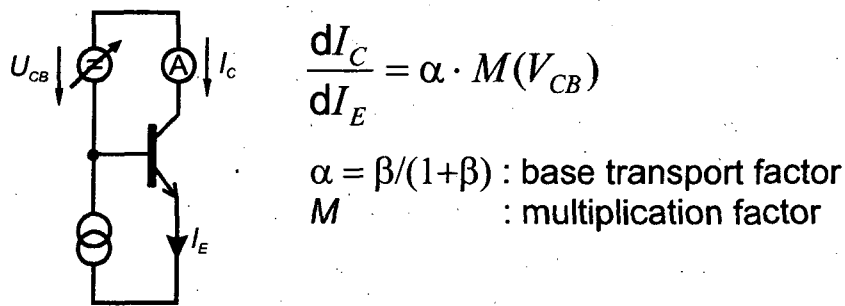 U_CB
A
I_C
I_E
dI_C/dI_E = α · M(V_CB)
α = β/(1+β) : base transport factor
M : multiplication factor